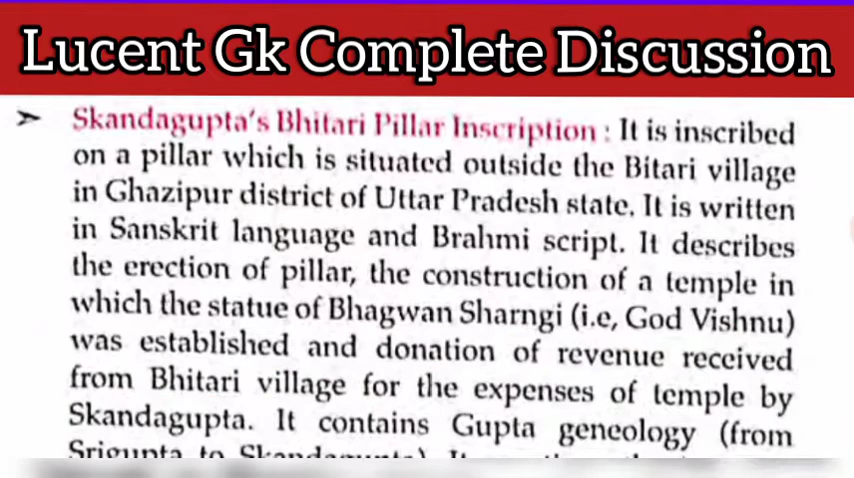 Lucent Gk Complete Discussion
➢ Skandagupta's Bhitari Pillar Inscription : It is inscribed
on a pillar which is situated outside the Bitari village
in Ghazipur district of Uttar Pradesh state. It is written
in Sanskrit language and Brahmi script. It describes
the erection of pillar, the construction of a temple in
which the statue of Bhagwan Sharngi (i.e, God Vishnu)
was established and donation of revenue received
from Bhitari village for the expenses of temple by
Skandagupta. It contains Gupta geneology (from
Srigupta to Skandagupta). It